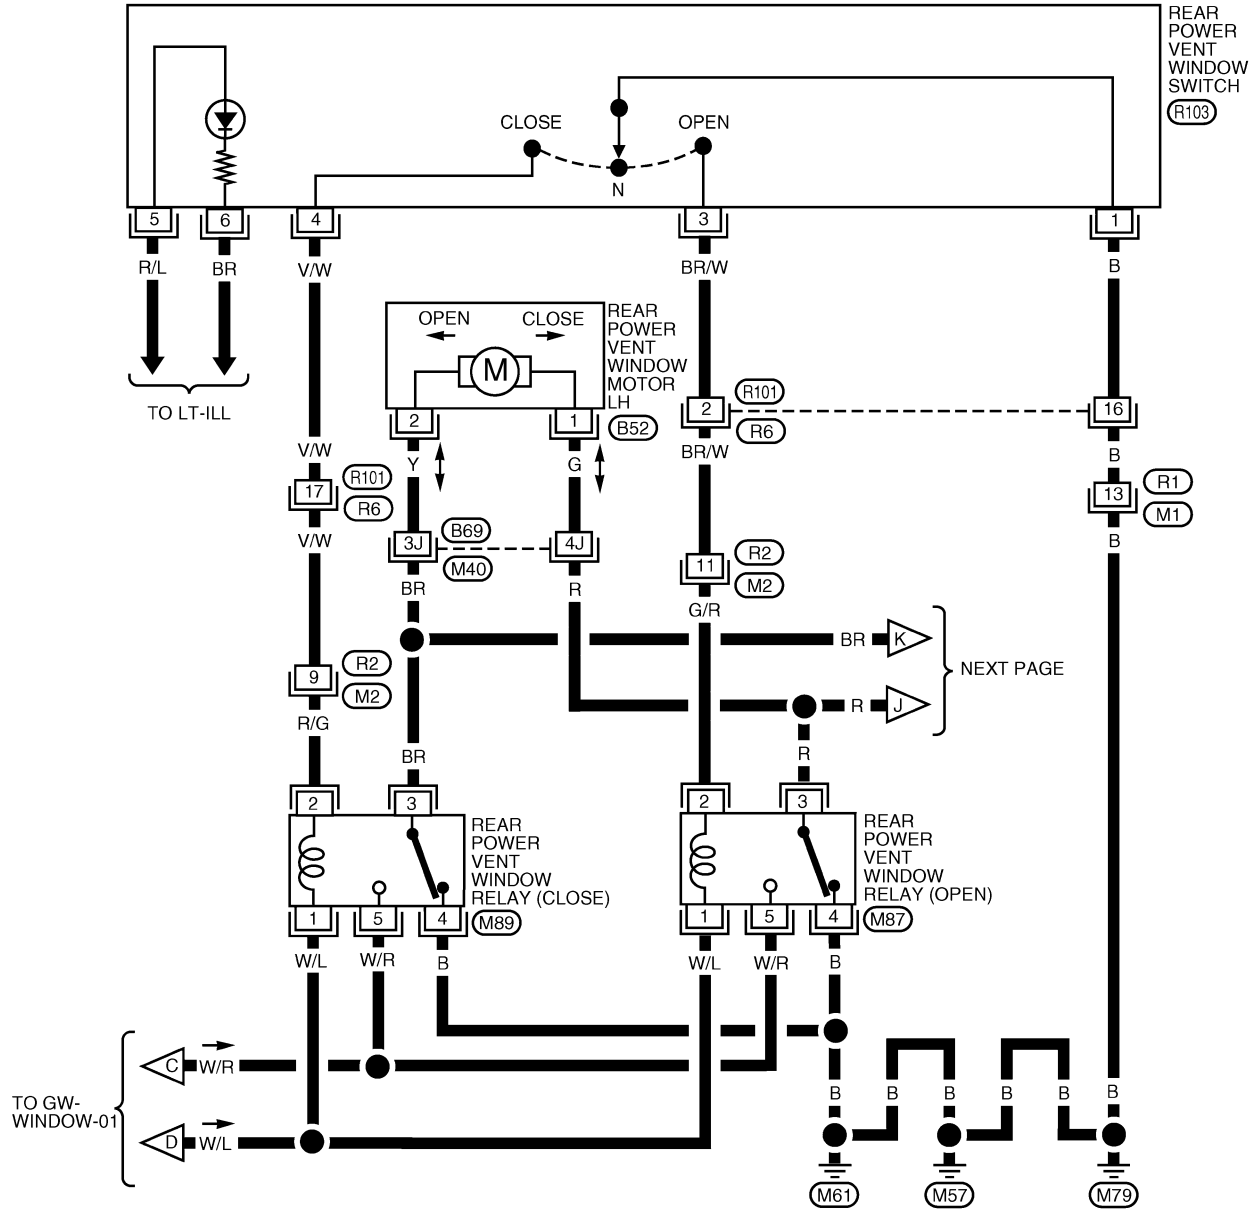 REAR
POWER
VENT
WINDOW
SWITCH
R103
CLOSE
OPEN
N
5
6
4
3
1
R/L
BR
V/W
BR/W
B
TO LT-ILL
OPEN
CLOSE
M
REAR
POWER
VENT
WINDOW
MOTOR
LH
2
1
B52
R101
2
R6
16
V/W
Y
G
BR/W
B
17
R101
R6
13
R1
M1
V/W
3J
B69
M40
4J
B
11
R2
M2
BR
R
G/R
BR
K
NEXT PAGE
9
R2
M2
R/G
R
J
BR
R
2
3
2
3
REAR
POWER
VENT
WINDOW
RELAY (CLOSE)
M89
REAR
POWER
VENT
WINDOW
RELAY (OPEN)
M87
1
5
4
1
5
4
W/L
W/R
B
W/L
W/R
B
C
W/R
TO GW-
WINDOW-01
D
W/L
B
B
B
B
B
B
M61
M57
M79